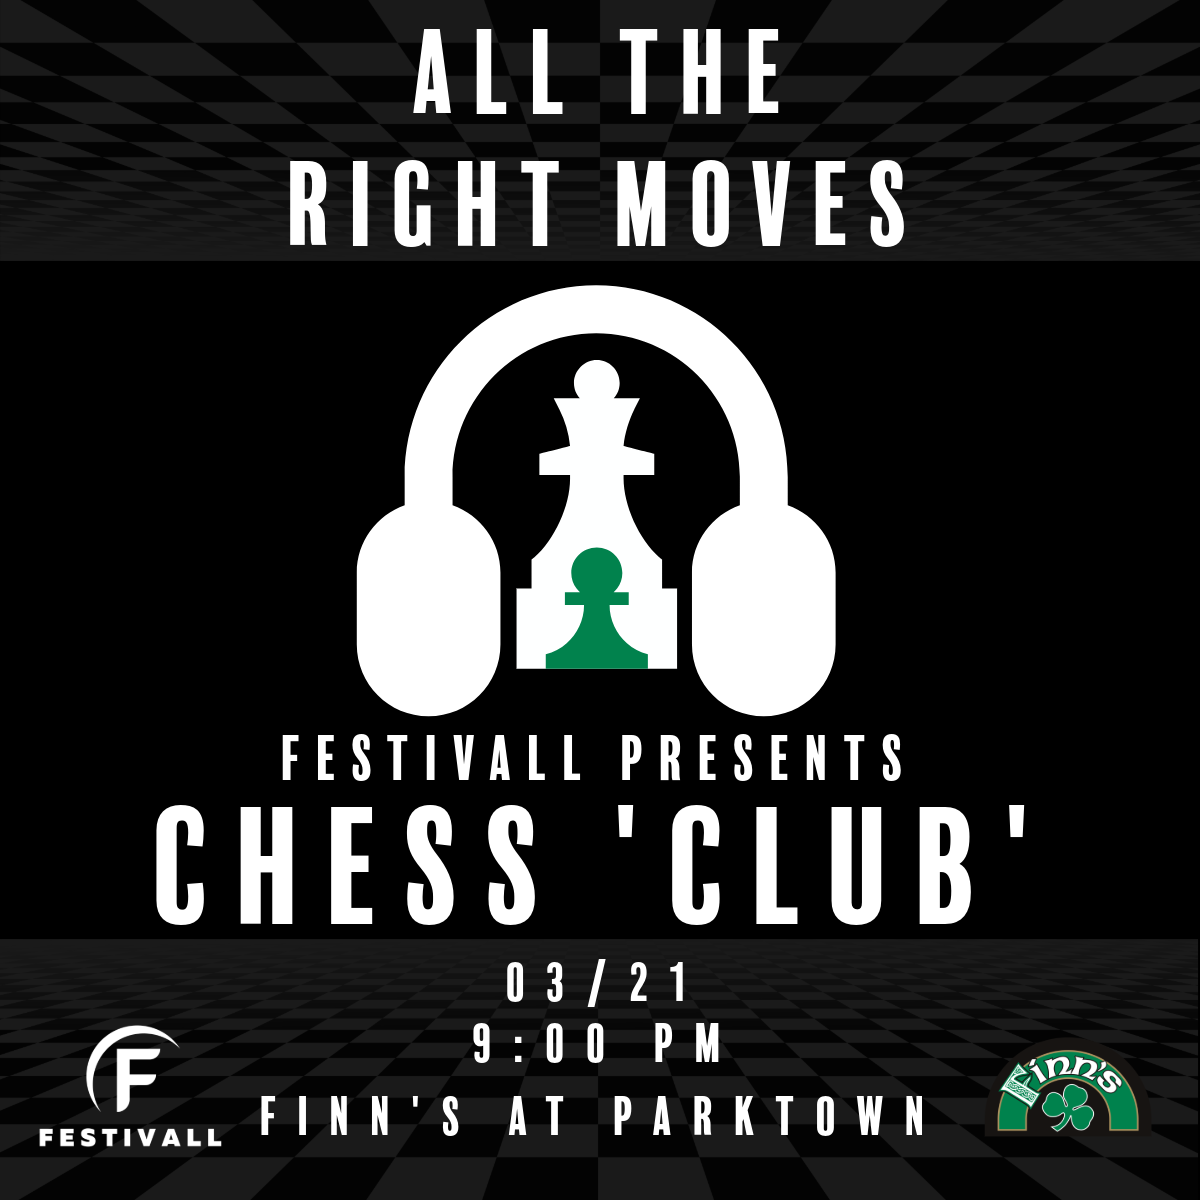 ALL THE
RIGHT MOVES
FESTIVALL PRESENTS
CHESS 'CLUB'
03/21
9:00 PM
FINN'S AT PARKTOWN
F
FESTIVALL
Finn's